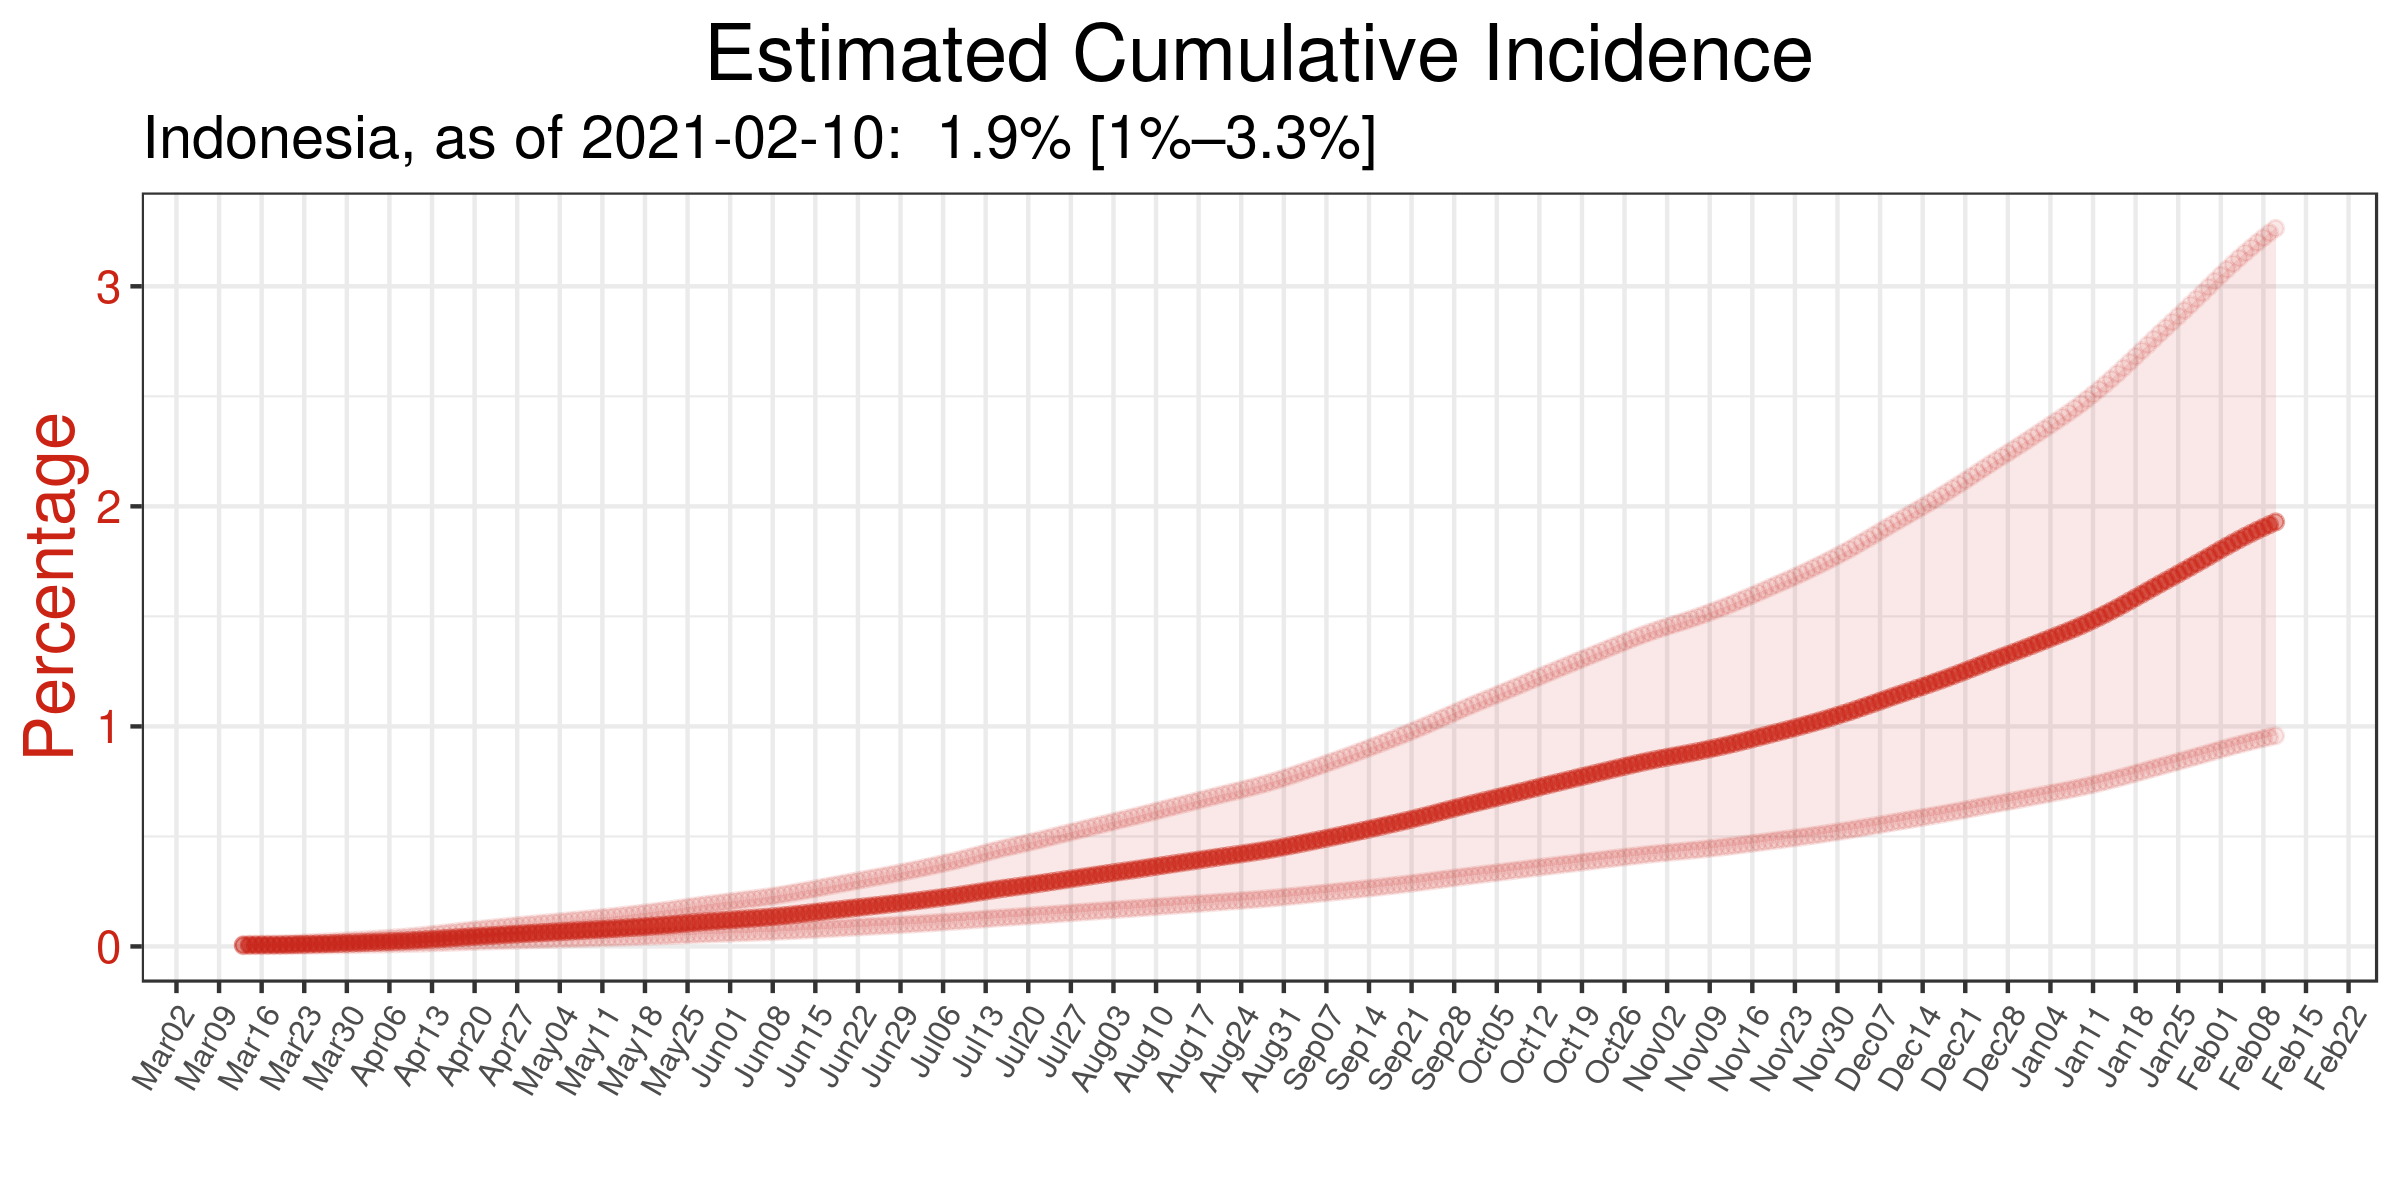 Estimated Cumulative Incidence
Indonesia, as of 2021-02-10:  1.9% [1%–3.3%]
Percentage
3
2
1
0
Mar02
Mar09
Mar16
Mar23
Mar30
Apr06
Apr13
Apr20
Apr27
May04
May11
May18
May25
Jun01
Jun08
Jun15
Jun22
Jun29
Jul06
Jul13
Jul20
Jul27
Aug03
Aug10
Aug17
Aug24
Aug31
Sep07
Sep14
Sep21
Sep28
Oct05
Oct12
Oct19
Oct26
Nov02
Nov09
Nov16
Nov23
Nov30
Dec07
Dec14
Dec21
Dec28
Jan04
Jan11
Jan18
Jan25
Feb01
Feb08
Feb15
Feb22